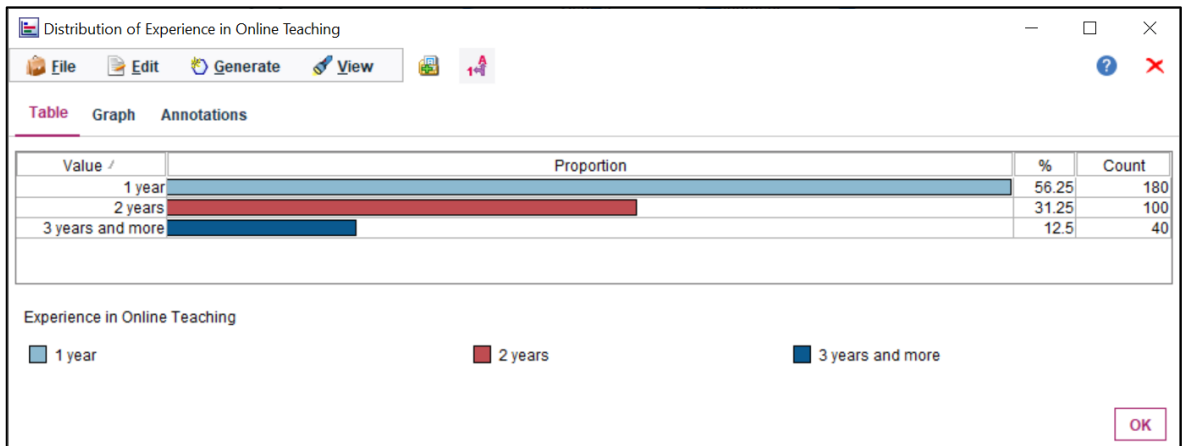 Distribution of Experience in Online Teaching
File Edit Generate View
Table Graph Annotations
Value Proportion % Count
1 year 56.25 180
2 years 31.25 100
3 years and more 12.5 40
Experience in Online Teaching
1 year 2 years 3 years and more
OK